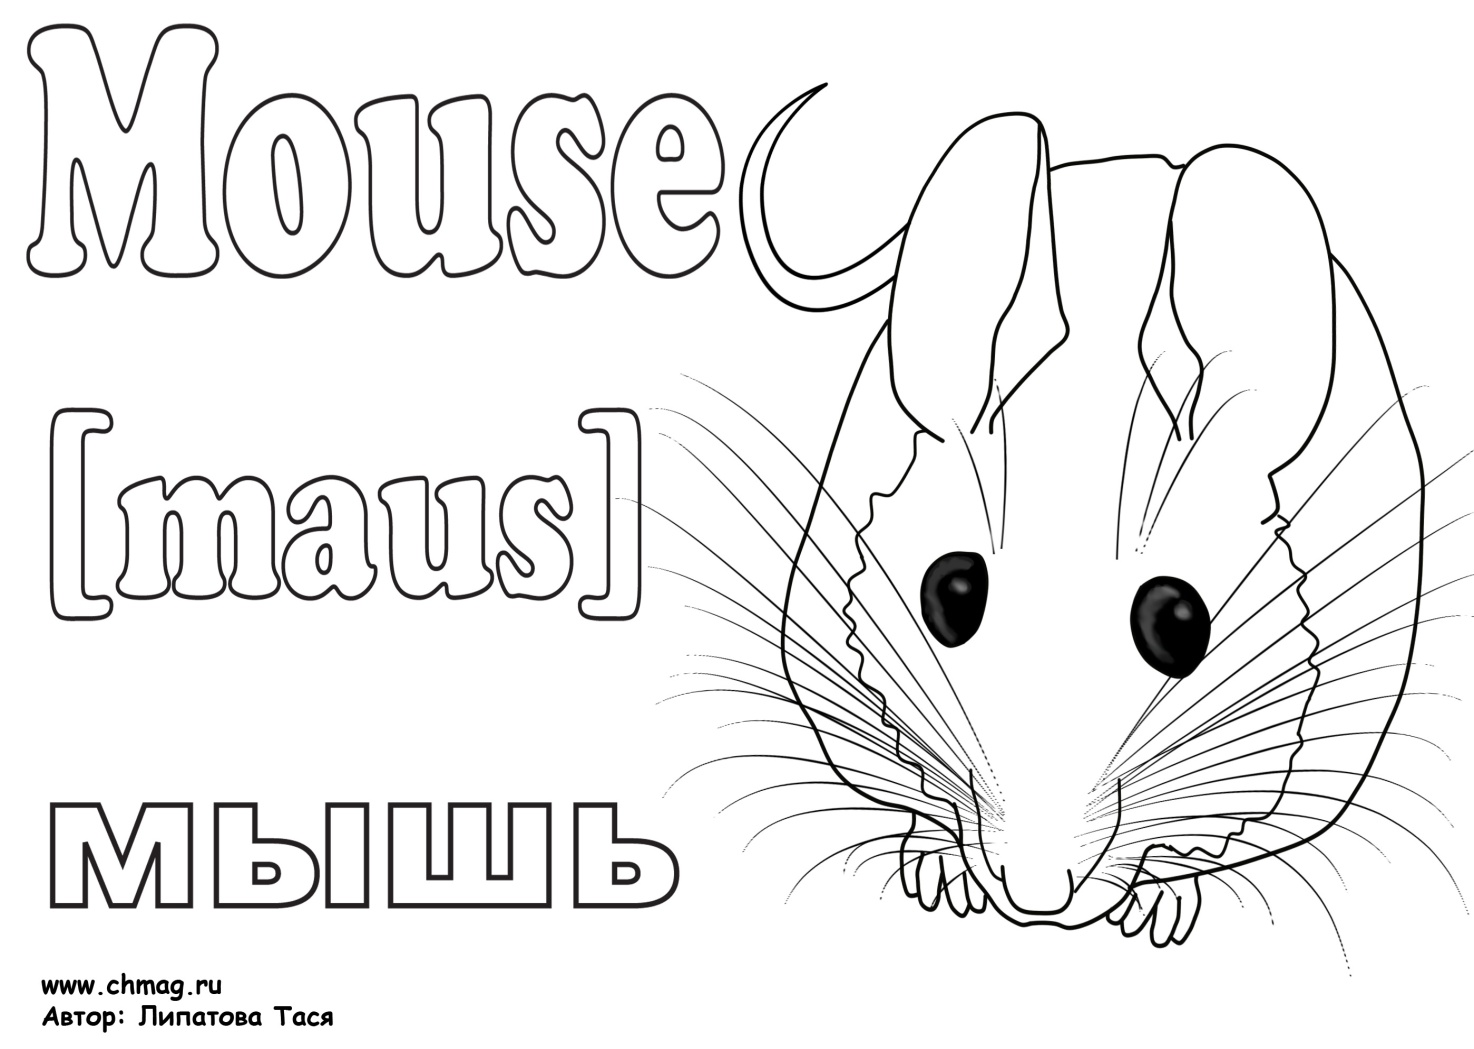 Mouse
[maus]
мышь
www.chmag.ru
Автор: Липатова Тася